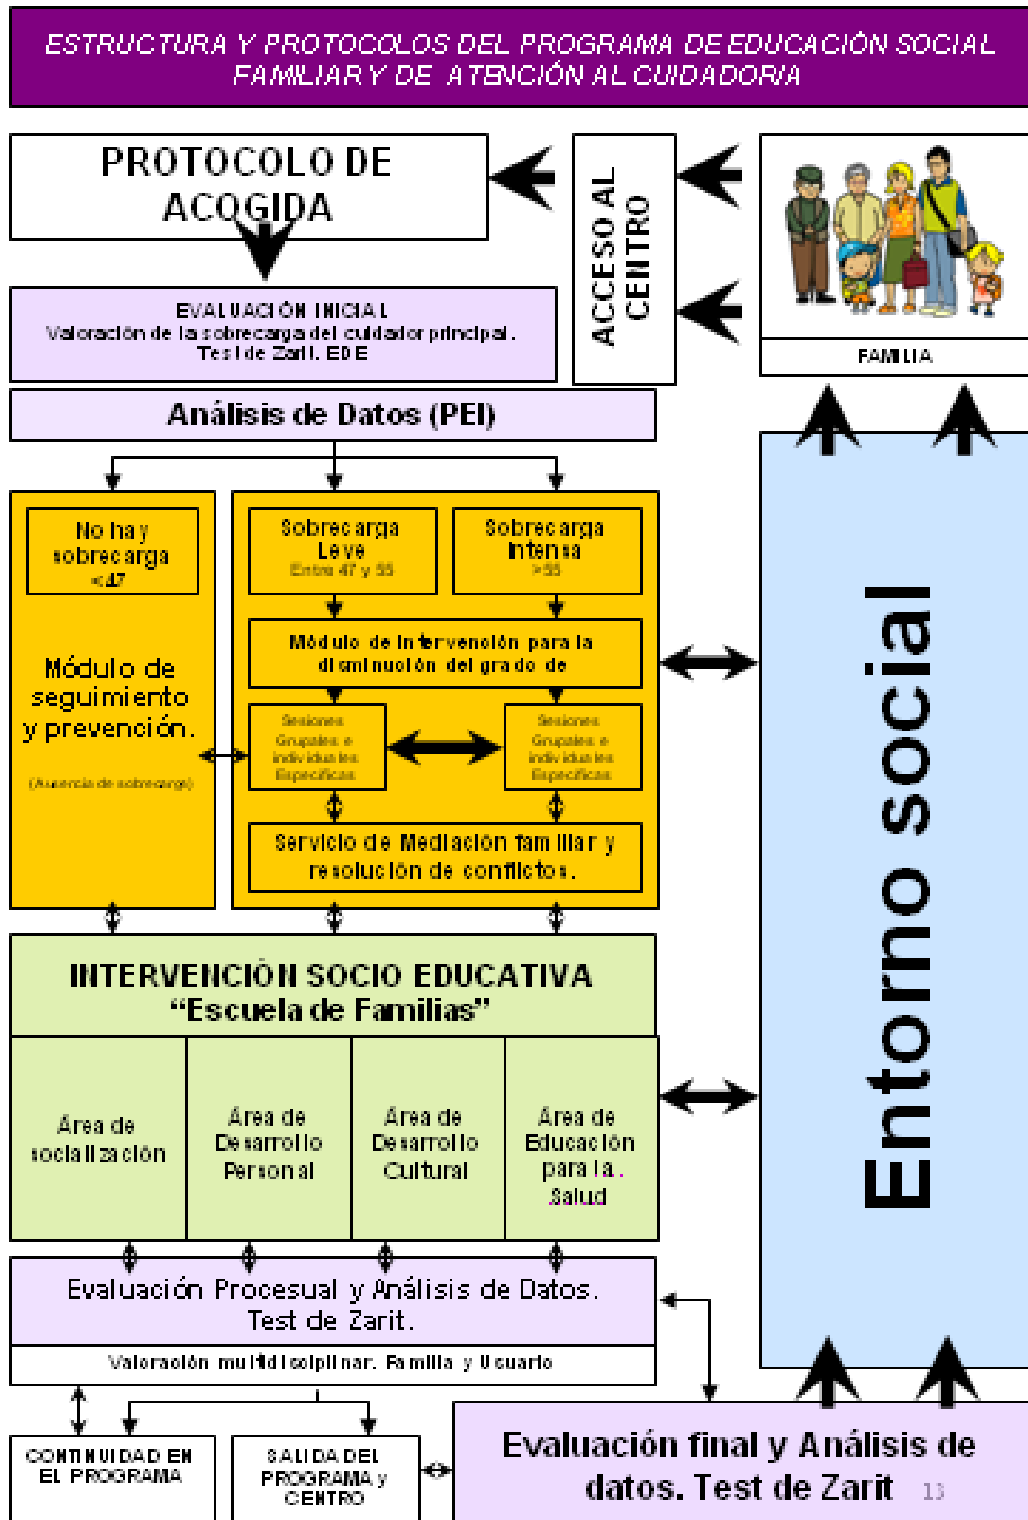 ESTRUCTURA Y PROTOCOLOS DEL PROGRAMA DE EDUCACIÓN SOCIAL
FAMILIAR Y DE ATENCIÓN AL CUIDADOR/A
PROTOCOLO DE
ACOGIDA
ACCESO AL
CENTRO
FAMILIA
EVALUACIÓN INICIAL
Valoración de la sobrecarga del cuidador principal.
Test de Zarit. EDE
Análisis de Datos (PEI)
No hay
sobrecarga
<47
Módulo de
seguimiento
y prevención.
(Ausencia de sobrecarga)
Sobrecarga
Leve
Entre 47 y 55
Sobrecarga
Intensa
>55
Módulo de intervención para la
disminución del grado de
Sesiones
Grupales e
individuales
Específicas
Sesiones
Grupales e
individuales
Específicas
Servicio de Mediación familiar y
resolución de conflictos.
Entorno social
INTERVENCIÓN SOCIO EDUCATIVA
“Escuela de Familias”
Área de
socialización
Área de
Desarrollo
Personal
Área de
Desarrollo
Cultural
Área de
Educación
para la.
Salud
Evaluación Procesual y Análisis de Datos.
Test de Zarit.
Valoración multidisciplinar. Familia y Usuario
CONTINUIDAD EN
EL PROGRAMA
SALIDA DEL
PROGRAMA y
CENTRO
Evaluación final y Análisis de
datos. Test de Zarit
13